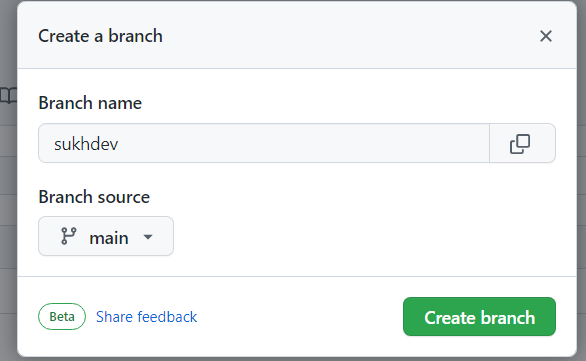 Create a branch
Branch name
sukhdev
Branch source
main
Beta Share feedback
Create branch